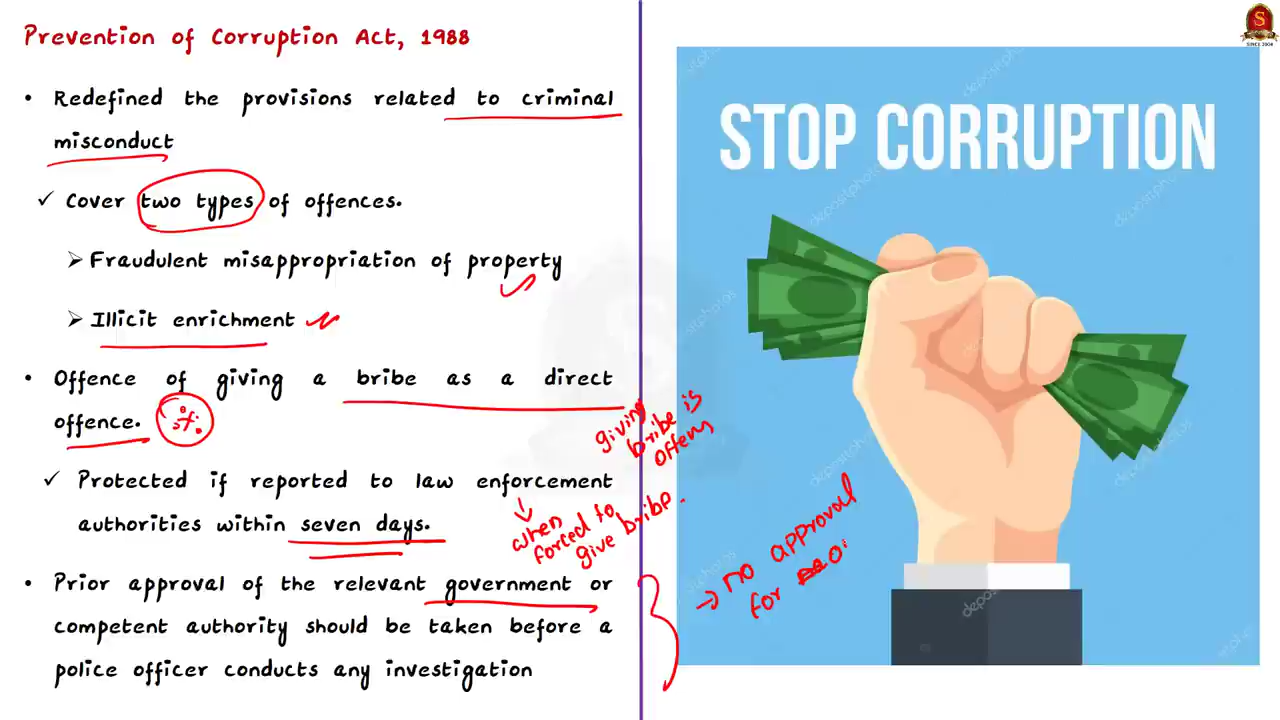 Prevention of Corruption Act, 1988
• Redefined the provisions related to criminal
misconduct
✓ Cover two types of offences.
➢ Fraudulent misappropriation of property
➢ Illicit enrichment
• Offence of giving a bribe as a direct
offence.
✓ Protected if reported to law enforcement
authorities within seven days.
• Prior approval of the relevant government or
competent authority should be taken before a
police officer conducts any investigation
giving
bribe is
when
forced to
give bribe.
→ no approval
for
STOP CORRUPTION
depositphotos
S
SINCE 2004